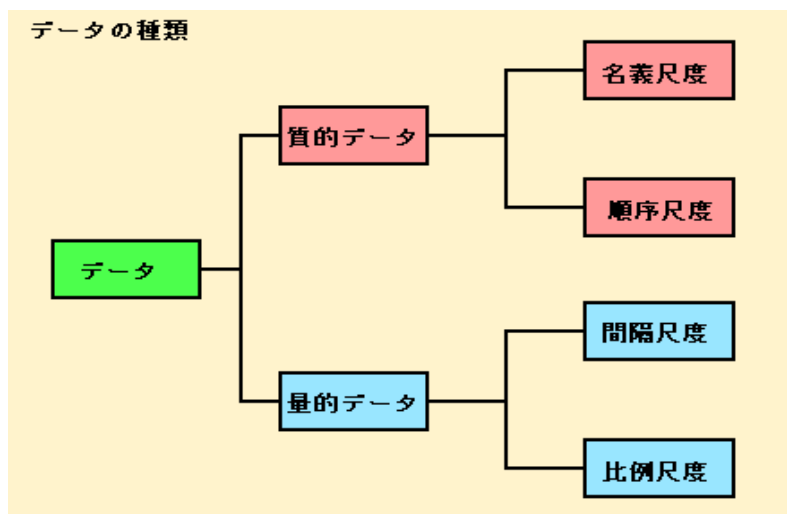 データの種類
名義尺度
質的データ
順序尺度
データ
間隔尺度
量的データ
比例尺度